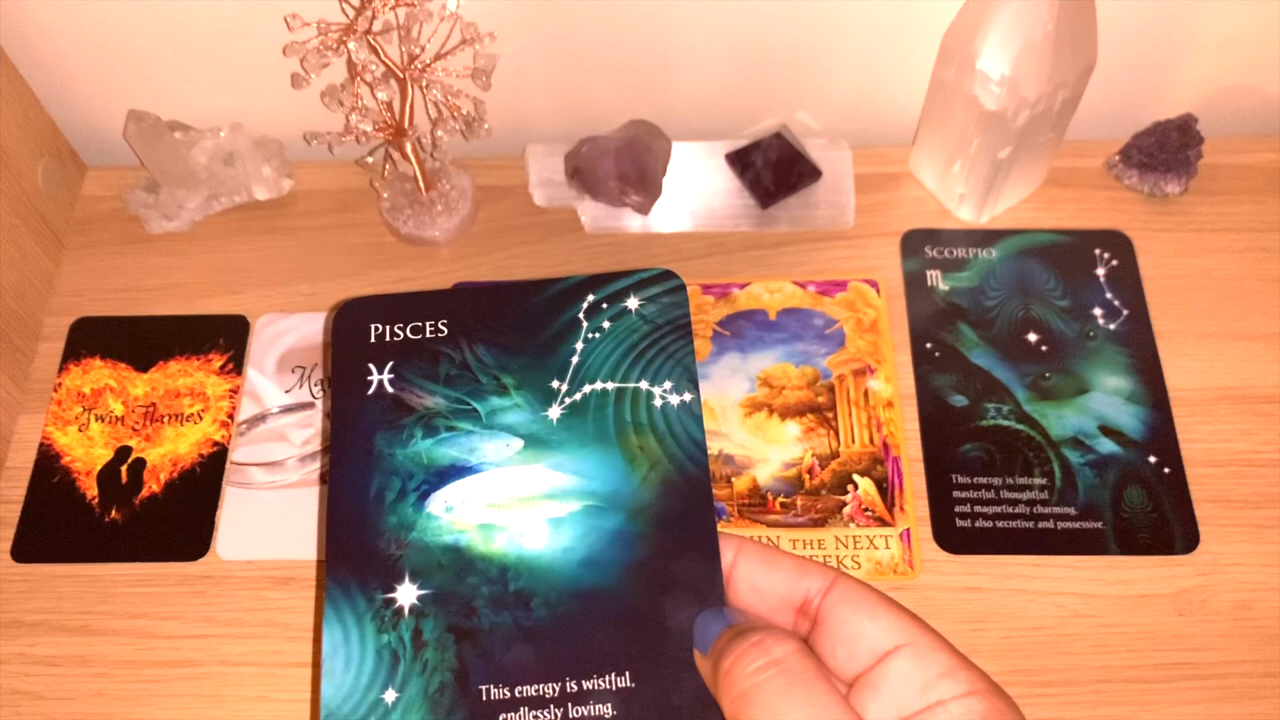 Twin Flames
PISCES
♓
This energy is wistful,
endlessly loving.
THE NEXT
SCORPIO
♏
This energy is intense,
masterful, thoughtful
and magnetically charming,
but also secretive and possessive.